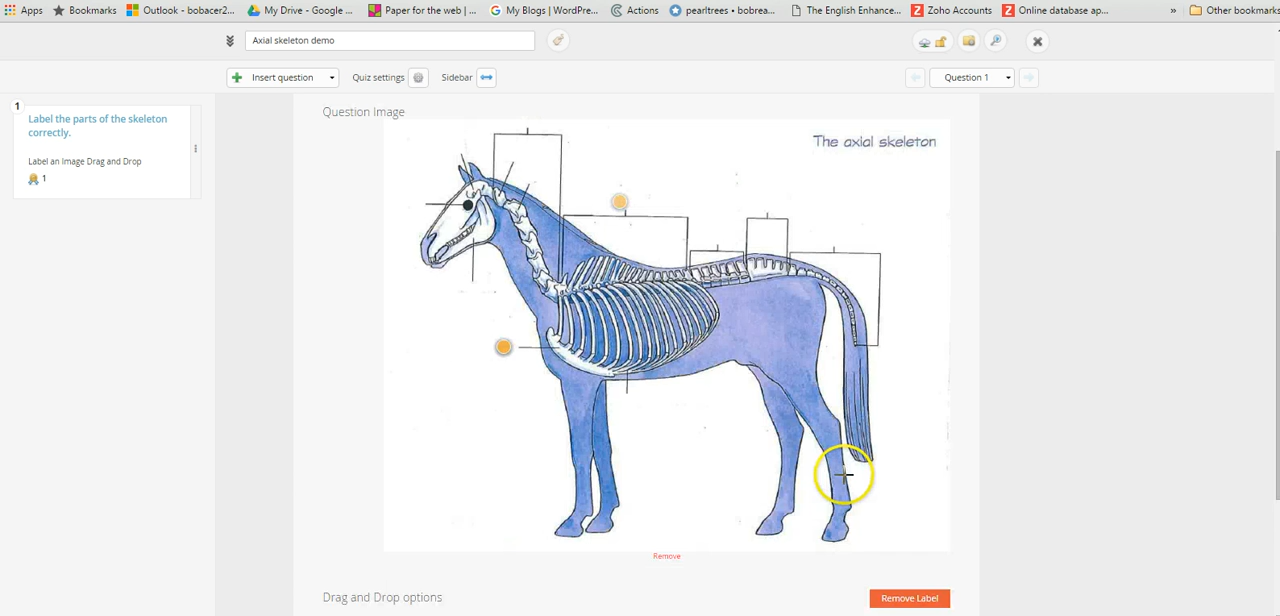 Apps Bookmarks Outlook - bobacer2... My Drive - Google ... Paper for the web | ... My Blogs | WordPre... Actions pearltrees • bobrea... The English Enhance... Zoho Accounts Online database ap... » Other bookmarks
Axial skeleton demo
Insert question Quiz settings Sidebar Question 1
1
Label the parts of the skeleton
correctly.
Label an Image Drag and Drop
1
Question Image
The axial skeleton
Remove
Drag and Drop options Remove Label